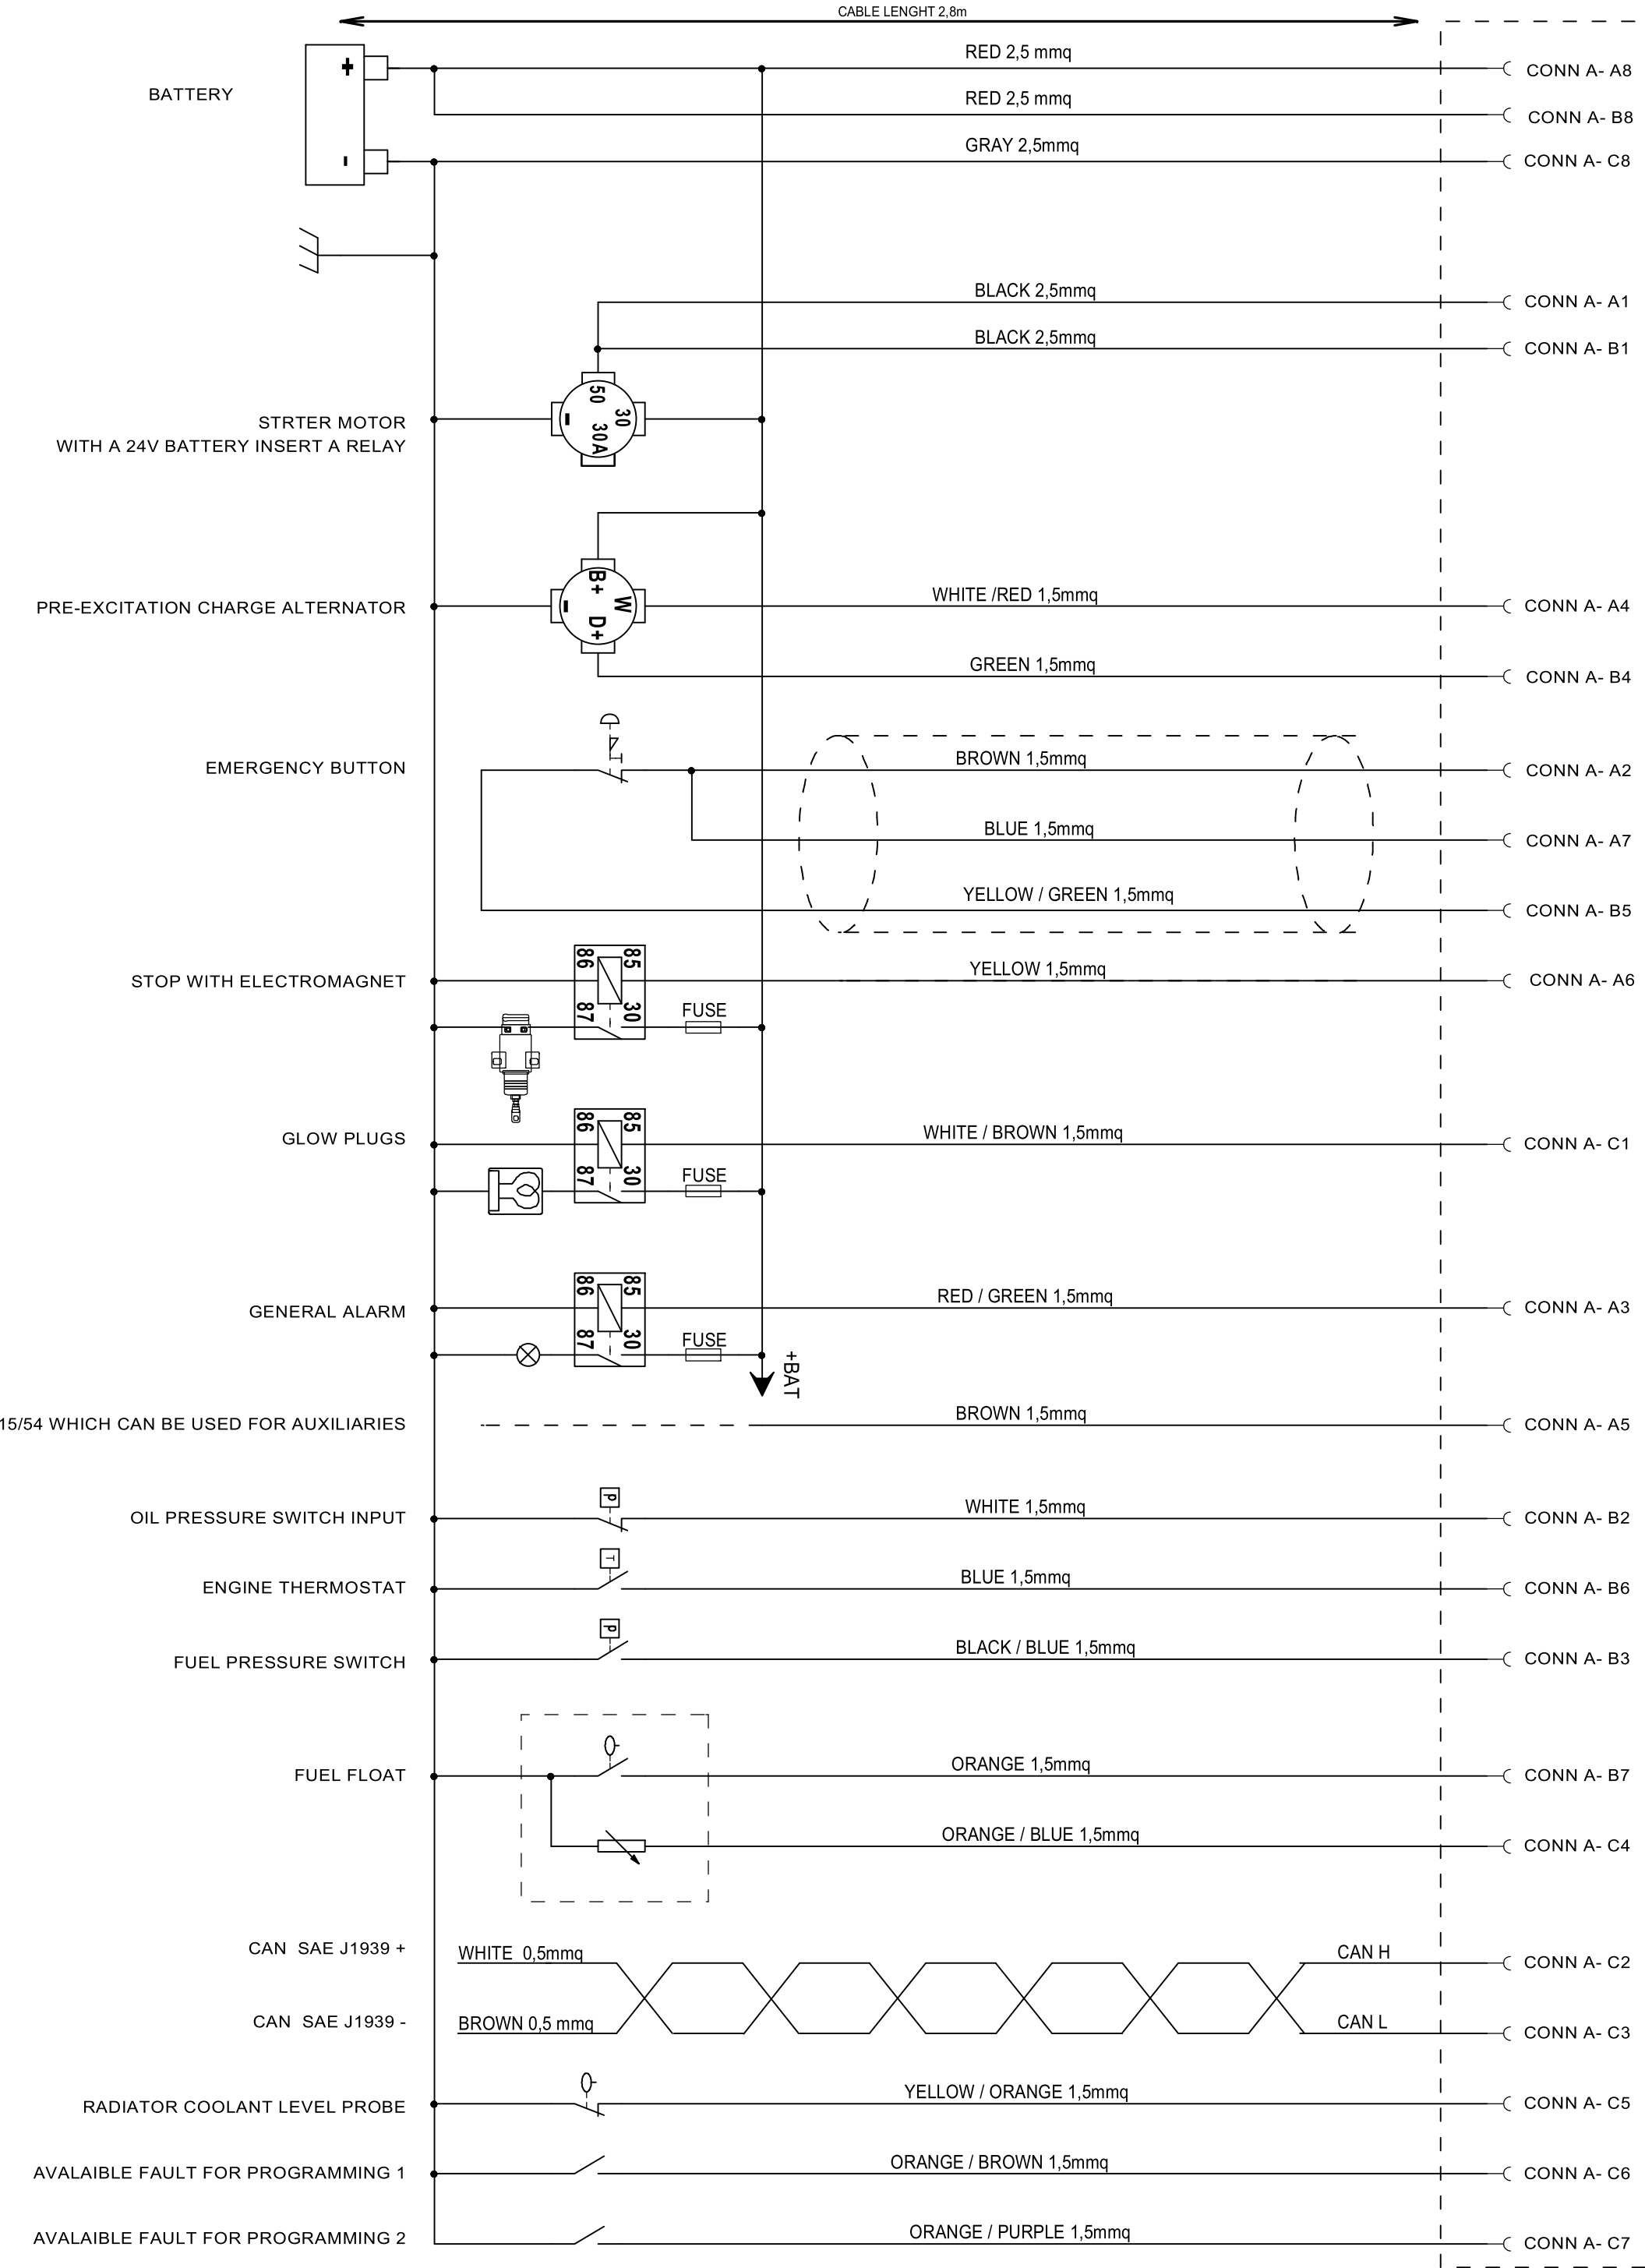 CABLE LENGHT 2,8m
RED 2,5 mmq
CONN A- A8
BATTERY
+
RED 2,5 mmq
CONN A- B8
-
GRAY 2,5mmq
CONN A- C8
BLACK 2,5mmq
CONN A- A1
BLACK 2,5mmq
CONN A- B1
STRTER MOTOR
WITH A 24V BATTERY INSERT A RELAY
50
30
30A
-
PRE-EXCITATION CHARGE ALTERNATOR
B+
W
D+
-
WHITE /RED 1,5mmq
CONN A- A4
GREEN 1,5mmq
CONN A- B4
EMERGENCY BUTTON
BROWN 1,5mmq
CONN A- A2
BLUE 1,5mmq
CONN A- A7
YELLOW / GREEN 1,5mmq
CONN A- B5
STOP WITH ELECTROMAGNET
86
85
87
30
FUSE
YELLOW 1,5mmq
CONN A- A6
GLOW PLUGS
86
85
87
30
FUSE
WHITE / BROWN 1,5mmq
CONN A- C1
GENERAL ALARM
86
85
87
30
FUSE
RED / GREEN 1,5mmq
CONN A- A3
+BAT
15/54 WHICH CAN BE USED FOR AUXILIARIES
BROWN 1,5mmq
CONN A- A5
OIL PRESSURE SWITCH INPUT
P
WHITE 1,5mmq
CONN A- B2
ENGINE THERMOSTAT
T
BLUE 1,5mmq
CONN A- B6
FUEL PRESSURE SWITCH
P
BLACK / BLUE 1,5mmq
CONN A- B3
FUEL FLOAT
ORANGE 1,5mmq
CONN A- B7
ORANGE / BLUE 1,5mmq
CONN A- C4
CAN SAE J1939 +
WHITE 0,5mmq
CAN H
CONN A- C2
CAN SAE J1939 -
BROWN 0,5 mmq
CAN L
CONN A- C3
RADIATOR COOLANT LEVEL PROBE
YELLOW / ORANGE 1,5mmq
CONN A- C5
AVALAIBLE FAULT FOR PROGRAMMING 1
ORANGE / BROWN 1,5mmq
CONN A- C6
AVALAIBLE FAULT FOR PROGRAMMING 2
ORANGE / PURPLE 1,5mmq
CONN A- C7